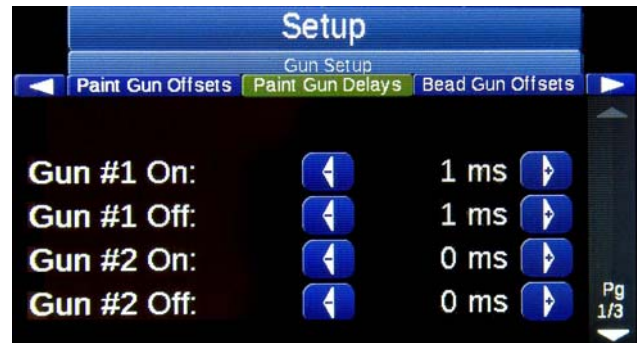 Setup
Gun Setup
Paint Gun Offsets Paint Gun Delays Bead Gun Offsets
Gun #1 On: 1 ms
Gun #1 Off: 1 ms
Gun #2 On: 0 ms
Gun #2 Off: 0 ms
Pg
1/3